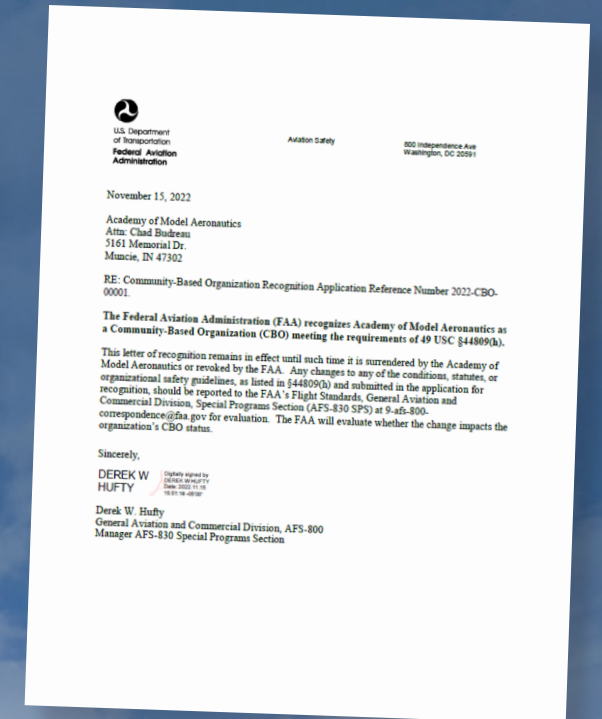 U.S. Department
of Transportation
Federal Aviation
Administration
Aviation Safety
800 Independence Ave
Washington, DC 20591
November 15, 2022
Academy of Model Aeronautics
Attn: Chad Budreau
5161 Memorial Dr.
Muncie, IN 47302
RE: Community-Based Organization Recognition Application Reference Number 2022-CBO-
00001.
The Federal Aviation Administration (FAA) recognizes Academy of Model Aeronautics as
a Community-Based Organization (CBO) meeting the requirements of 49 USC §44809(h).
This letter of recognition remains in effect until such time it is surrendered by the Academy of
Model Aeronautics or revoked by the FAA. Any changes to any of the conditions, statutes, or
organizational safety guidelines, as listed in §44809(h) and submitted in the application for
recognition, should be reported to the FAA's Flight Standards, General Aviation and
Commercial Division, Special Programs Section (AFS-830 SPS) at 9-afs-800-
correspondence@faa.gov for evaluation. The FAA will evaluate whether the change impacts the
organization's CBO status.
Sincerely,
DEREK W
HUFTY
Digitally signed by
DEREK W HUFTY
Date: 2022.11.15
Derek W. Hufty
General Aviation and Commercial Division, AFS-800
Manager AFS-830 Special Programs Section